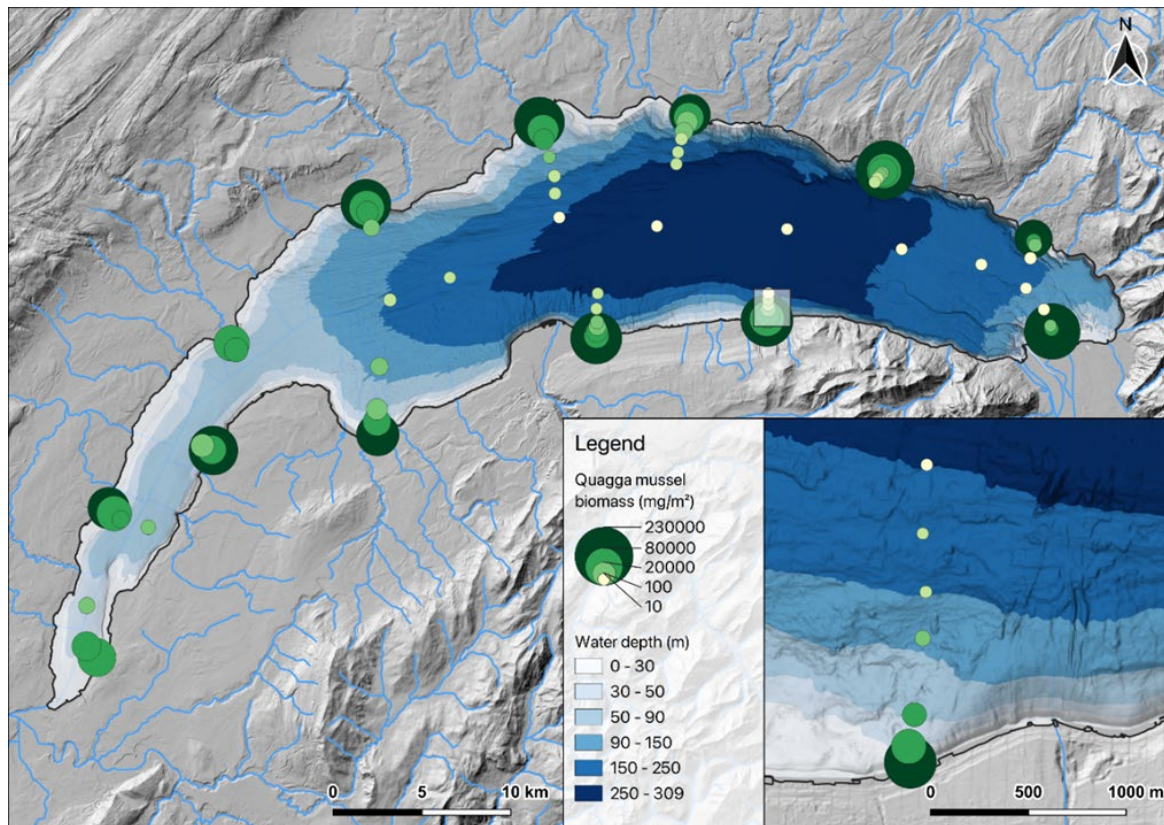 N
Legend
Quagga mussel
biomass (mg/m²)
230000
80000
20000
100
10
Water depth (m)
0 - 30
30 - 50
50 - 90
90 - 150
150 - 250
250 - 309
0 5 10 km
0 500 1000 m